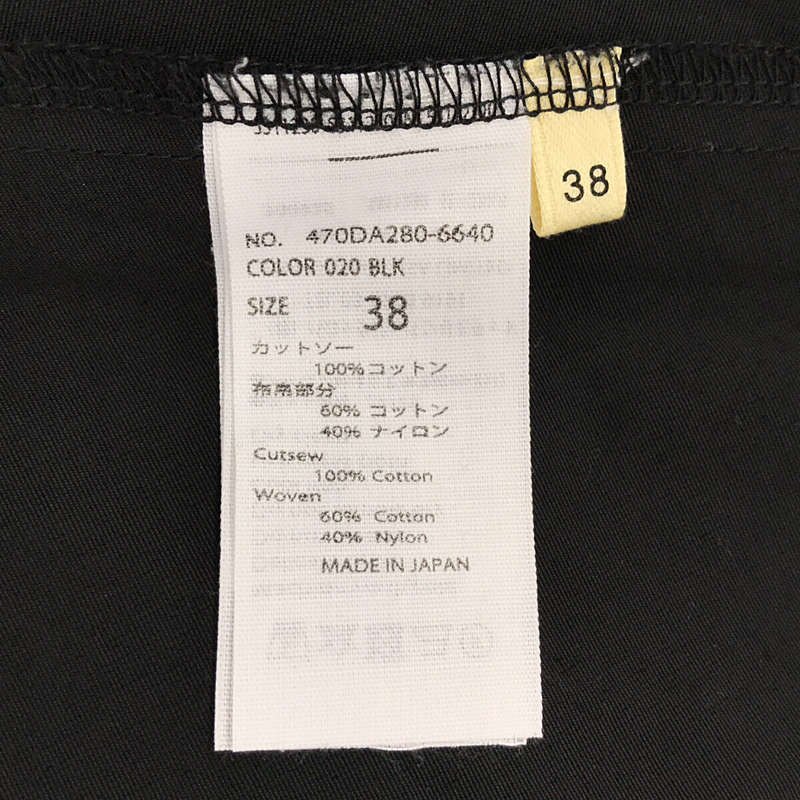 38
NO. 470DA280-6640
COLOR 020 BLK
SIZE 38
カットソー
100% コットン
布帛部分
60% コットン
40% ナイロン
Cutsew
100% Cotton
Woven
60% Cotton
40% Nylon
MADE IN JAPAN